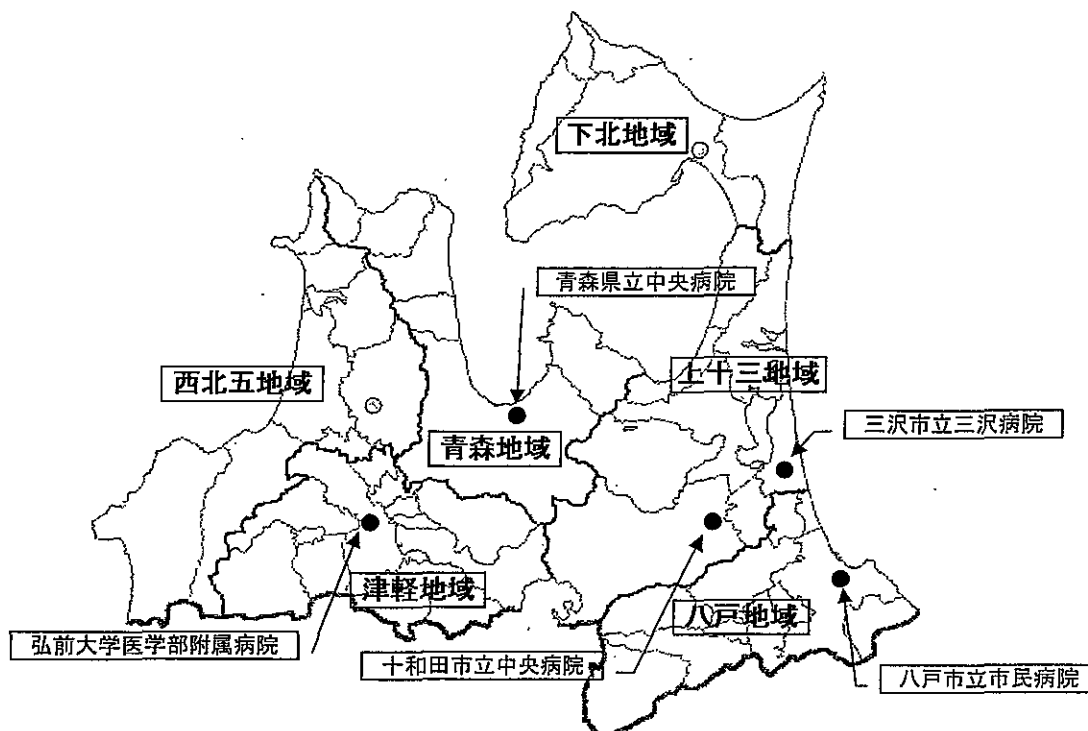 下北地域
青森県立中央病院
上十三地域
西北五地域
三沢市立三沢病院
青森地域
津軽地域
八戸地域
弘前大学医学部附属病院
十和田市立中央病院
八戸市立市民病院